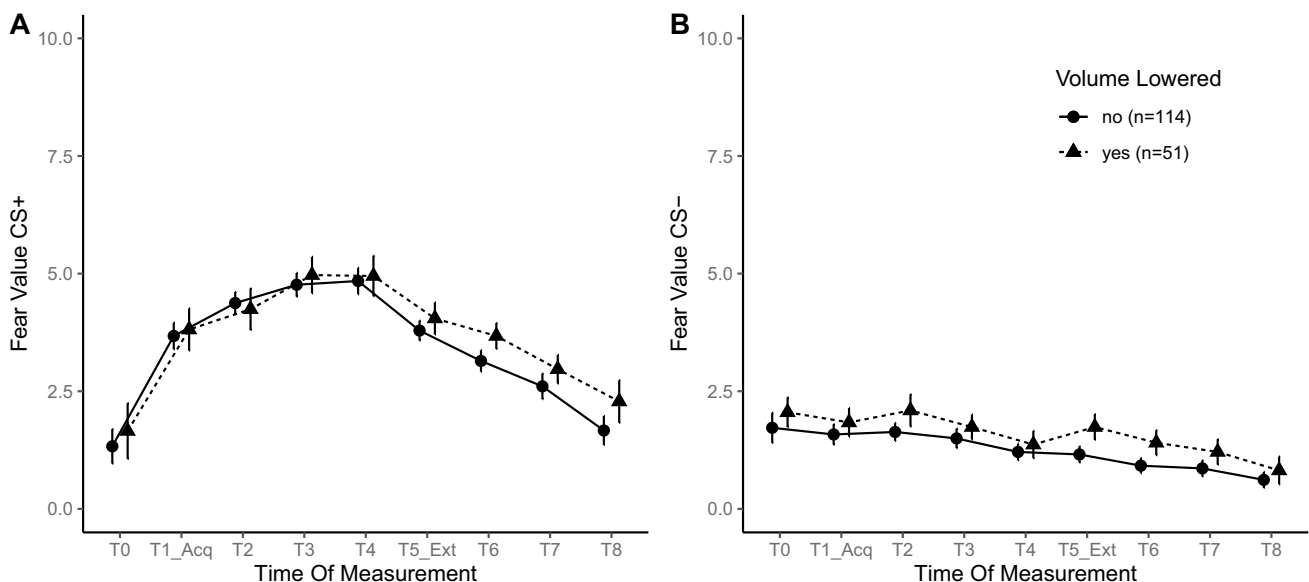 A
10.0
7.5
5.0
2.5
0.0
Fear Value CS+
T0 T1_Acq T2 T3 T4 T5_Ext T6 T7 T8
Time Of Measurement
B
10.0
7.5
5.0
2.5
0.0
Fear Value CS−
Volume Lowered
no (n=114)
yes (n=51)
T0 T1_Acq T2 T3 T4 T5_Ext T6 T7 T8
Time Of Measurement